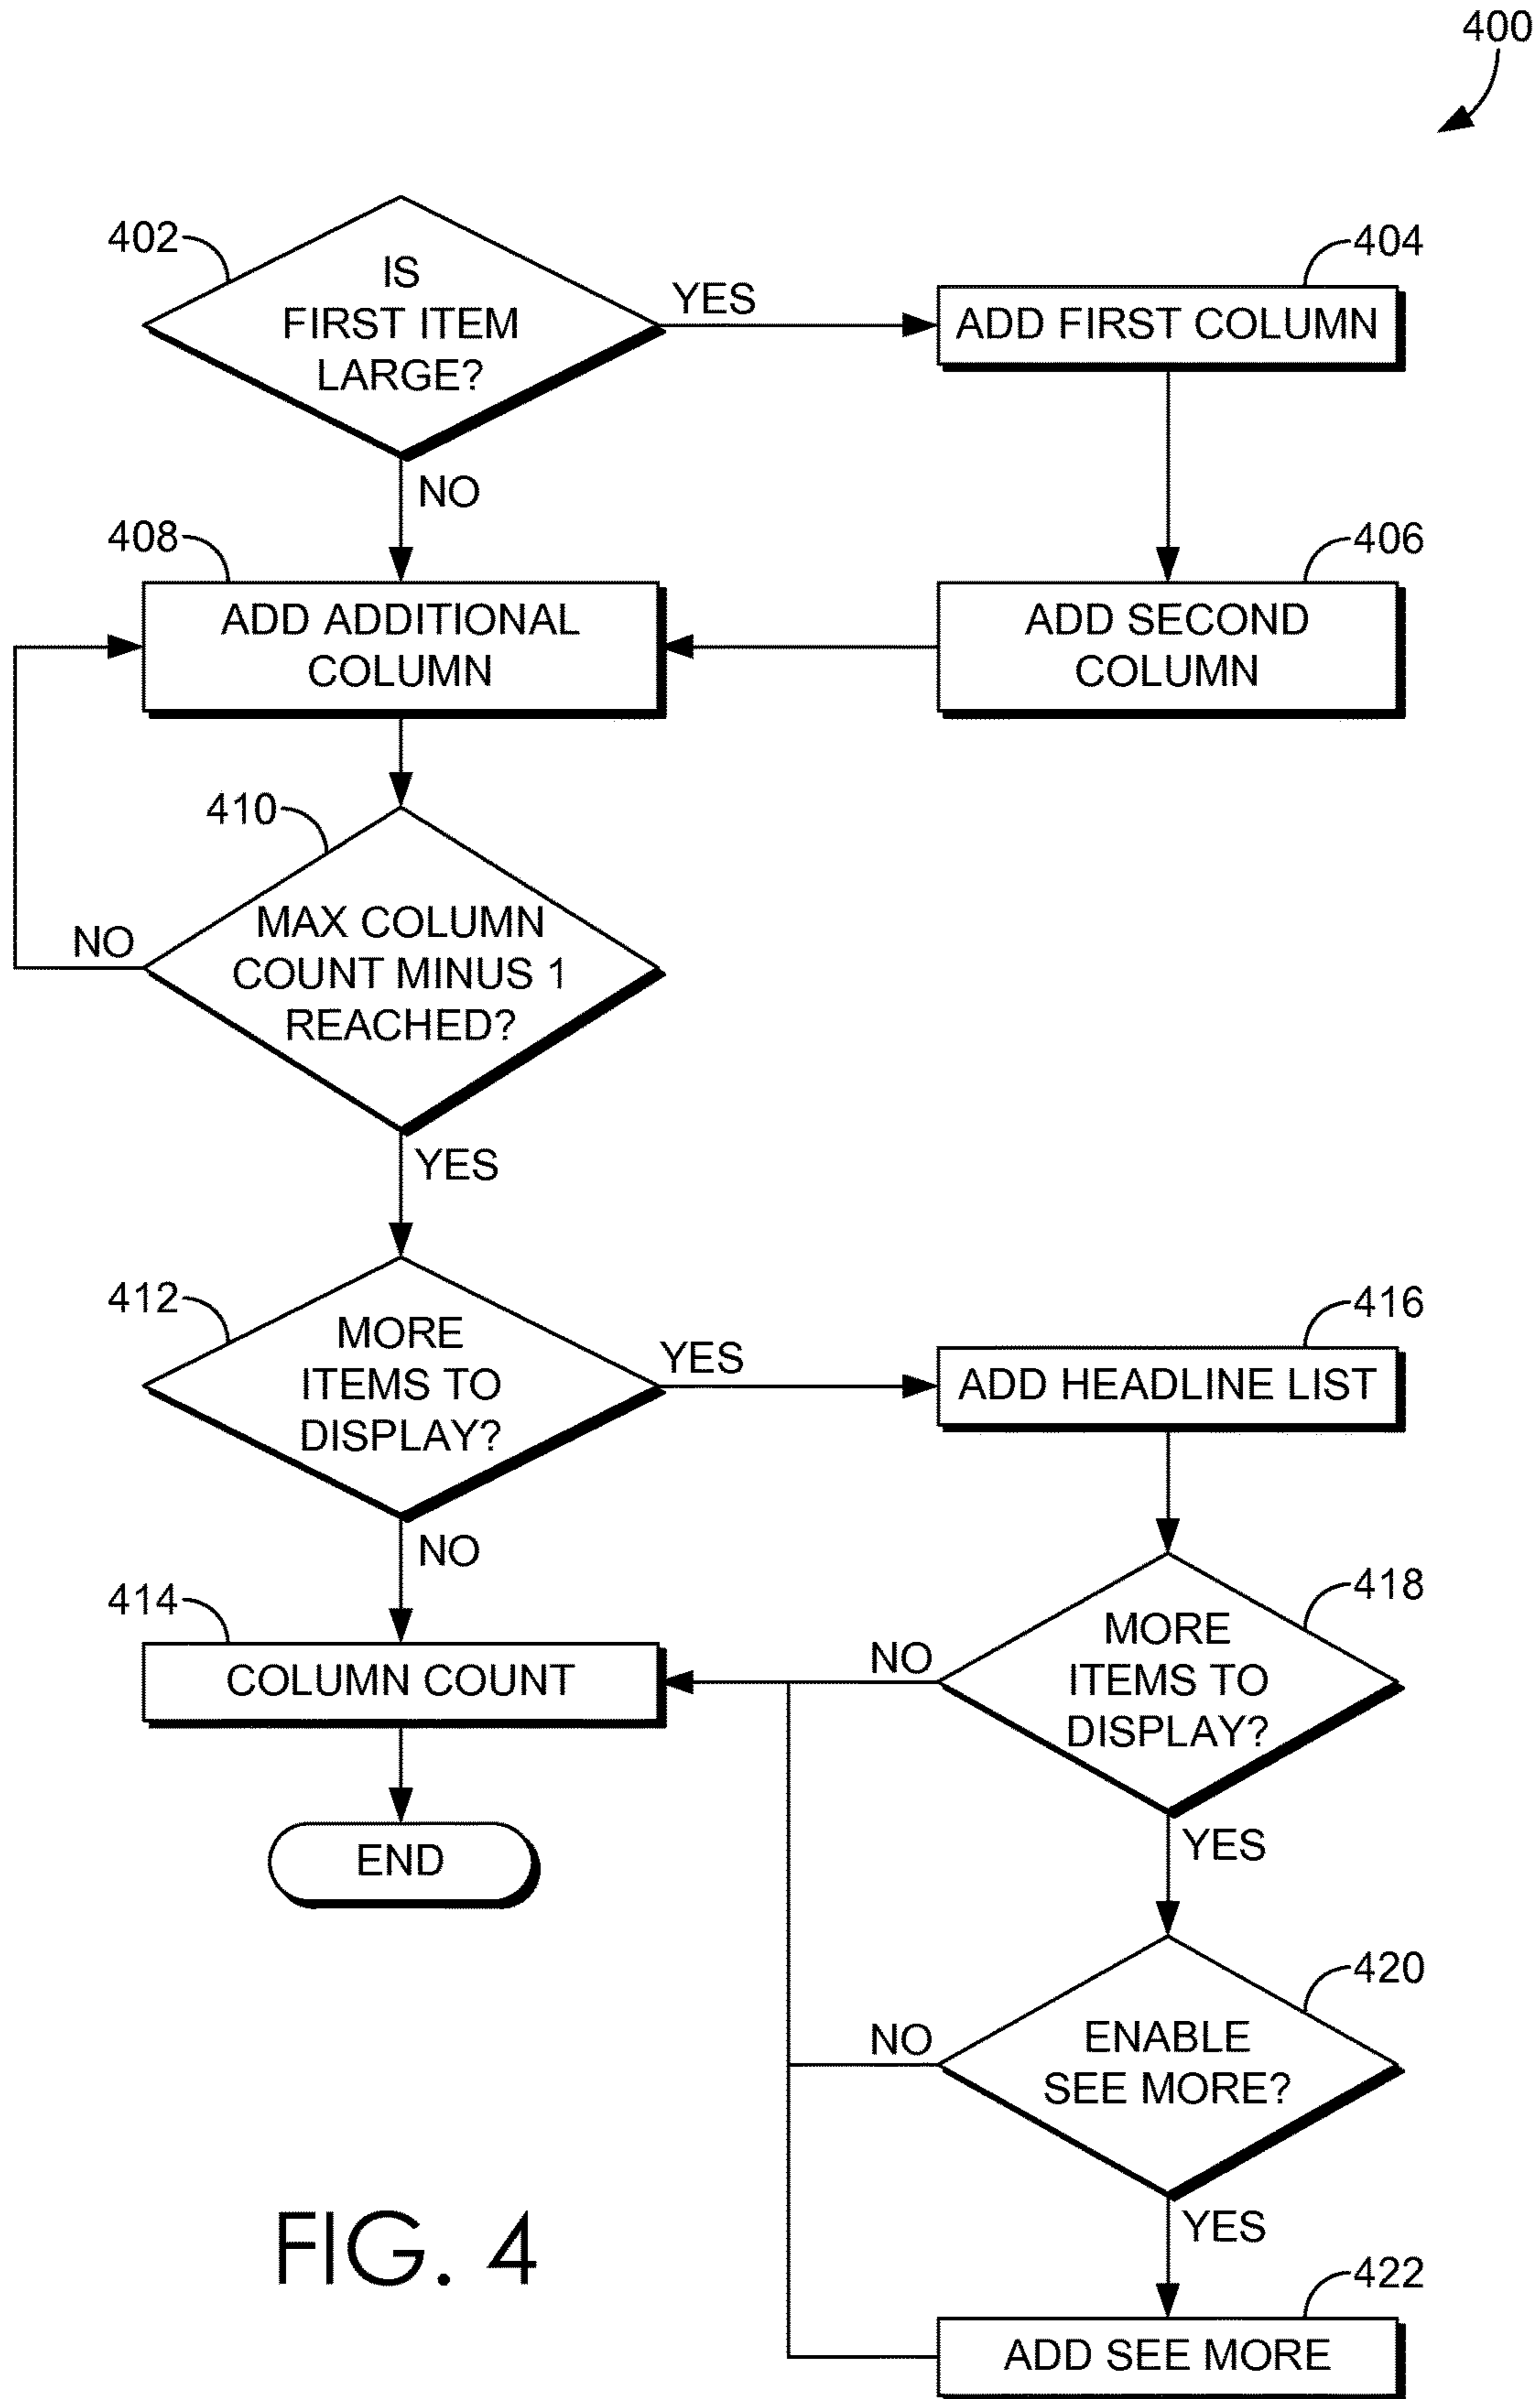 400
402
IS
FIRST ITEM
LARGE?
YES
404
ADD FIRST COLUMN
NO
408
ADD ADDITIONAL
COLUMN
406
ADD SECOND
COLUMN
410
MAX COLUMN
COUNT MINUS 1
REACHED?
NO
YES
412
MORE
ITEMS TO
DISPLAY?
YES
416
ADD HEADLINE LIST
NO
414
COLUMN COUNT
END
418
MORE
ITEMS TO
DISPLAY?
NO
YES
420
ENABLE
SEE MORE?
NO
YES
422
ADD SEE MORE
FIG. 4